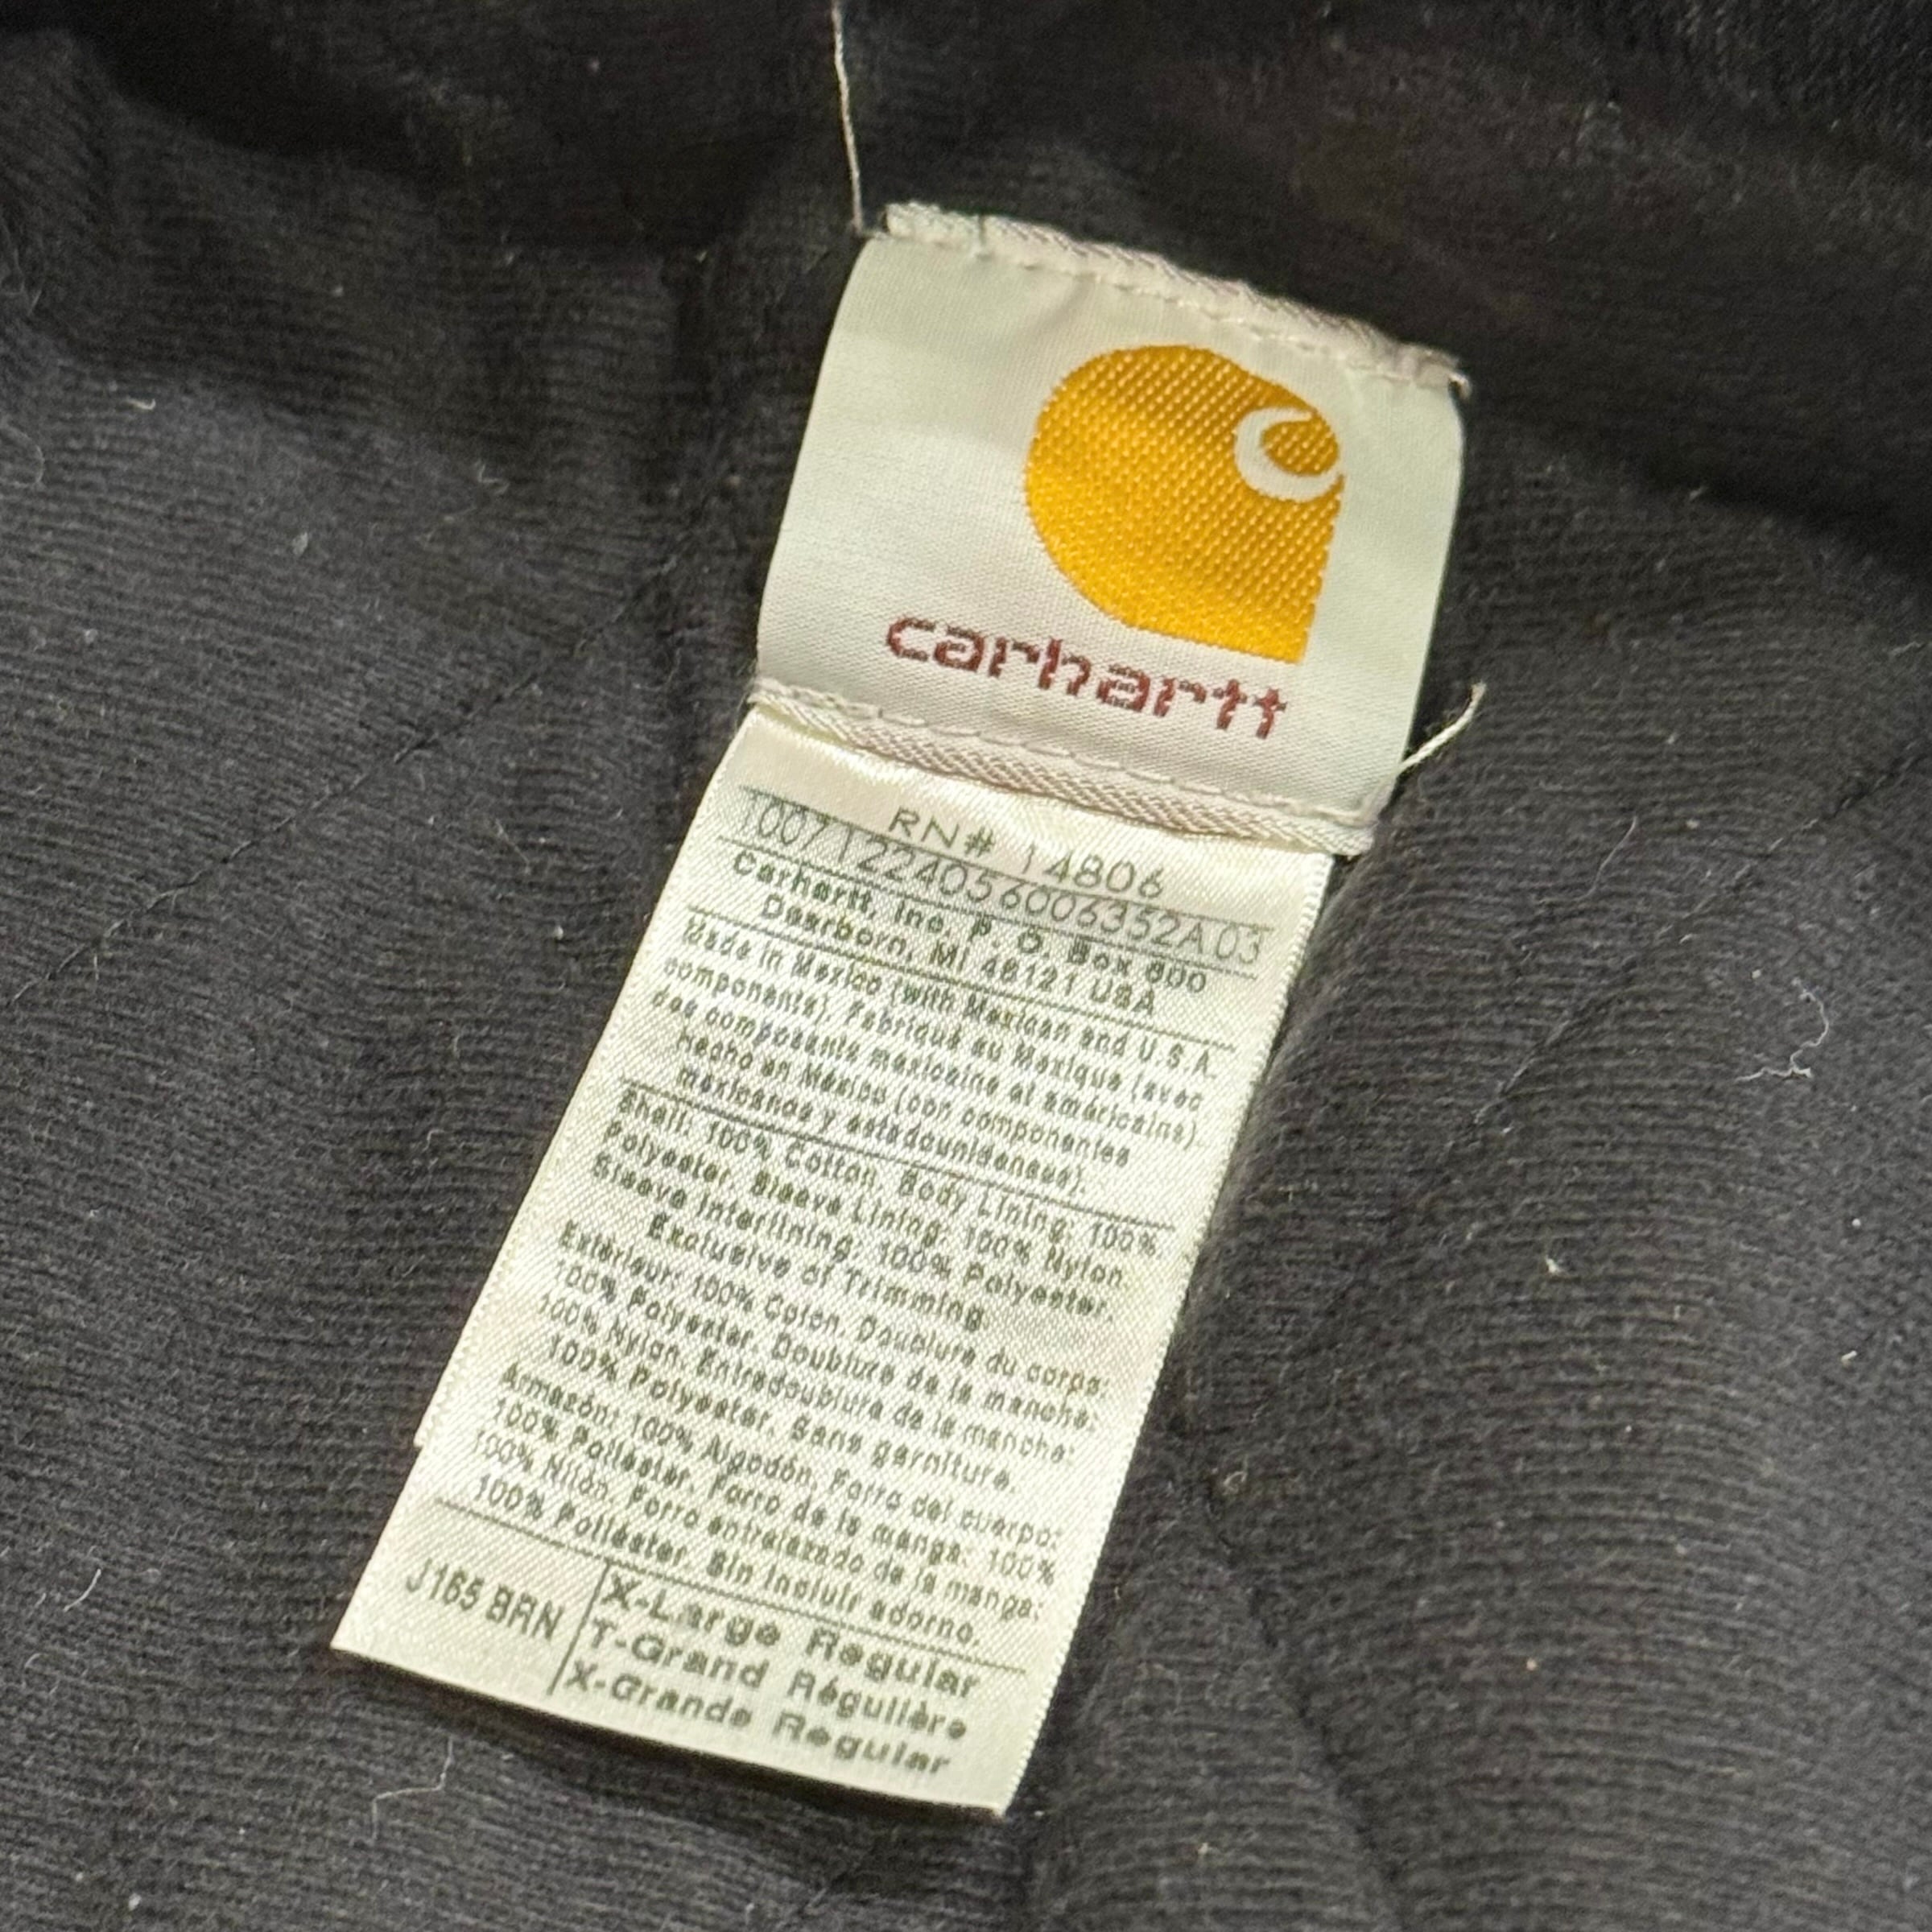 carhartt
RN# 14806
100712240560063​52A03
Carhartt, Inc. P. O. Box 600
Dearborn, MI 48121 USA
Made in Mexico (with Mexican and U.S.A.
components). Fabriqué au Mexique (avec
des composants mexicains et américains).
Hecho en México (con componentes
mexicanos y estadounidenses).
Shell: 100% Cotton. Body Lining: 100%
Polyester. Sleeve Lining: 100% Nylon.
Sleeve Interlining: 100% Polyester.
Exclusive of Trimming
Extérieur: 100% Coton. Doublure du corps:
100% Polyester. Doublure de la manche:
100% Nylon. Entredoublure de la manche:
100% Polyester. Sans garniture.
Armazón: 100% Algodón. Forro del cuerpo:
100% Poliéster. Forro de la manga: 100%
100% Nilón. Forro entrelazado de la manga:
100% Poliéster. Sin incluir adorno.
J165 BRN
X-Large Regular
T-Grand Régulière
X-Grande Regular